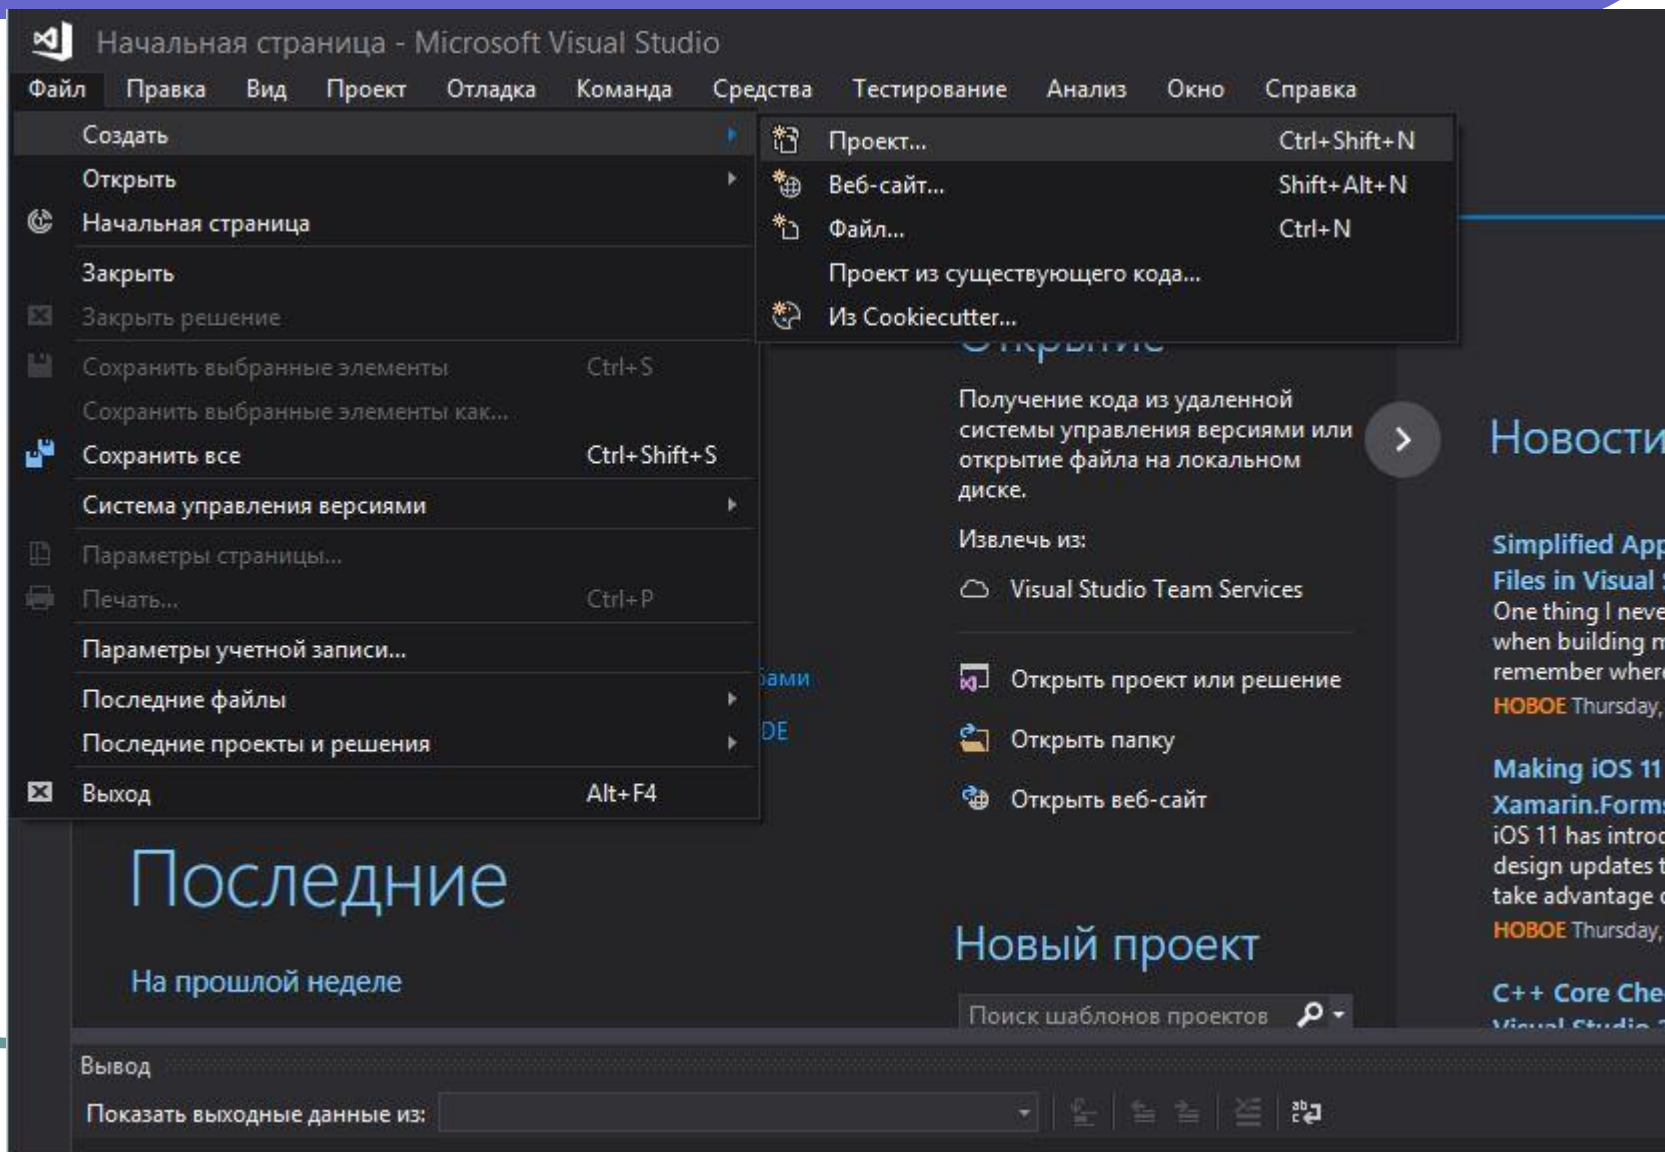 Начальная страница - Microsoft Visual Studio
Файл Правка Вид Проект Отладка Команда Средства Тестирование Анализ Окно Справка
Создать
Открыть
Начальная страница
Закрыть
Закрыть решение
Сохранить выбранные элементы Ctrl+S
Сохранить выбранные элементы как...
Сохранить все Ctrl+Shift+S
Система управления версиями
Параметры страницы...
Печать... Ctrl+P
Параметры учетной записи...
Последние файлы
Последние проекты и решения
Выход Alt+F4
Проект... Ctrl+Shift+N
Веб-сайт... Shift+Alt+N
Файл... Ctrl+N
Проект из существующего кода...
Из Cookiecutter...
бами
DE
Последние
На прошлой неделе
Открытие
Получение кода из удаленной
системы управления версиями или
открытие файла на локальном
диске.
Извлечь из:
Visual Studio Team Services
Открыть проект или решение
Открыть папку
Открыть веб-сайт
Новый проект
Поиск шаблонов проектов
Новости
Simplified App
Files in Visual
One thing I neve
when building m
remember where
НОВОЕ Thursday,
Making iOS 11
Xamarin.Forms
iOS 11 has introd
design updates t
take advantage
НОВОЕ Thursday,
C++ Core Che
Visual Studio
Вывод
Показать выходные данные из: